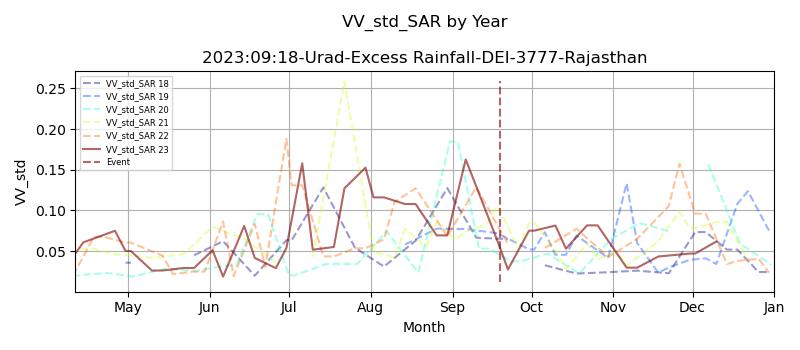 VV_std_SAR by Year
2023:09:18-Urad-Excess Rainfall-DEI-3777-Rajasthan
VV_std_SAR 18
VV_std_SAR 19
VV_std_SAR 20
VV_std_SAR 21
VV_std_SAR 22
VV_std_SAR 23
Event
0.25
0.20
0.15
0.10
0.05
VV_std
May Jun Jul Aug Sep Oct Nov Dec Jan
Month